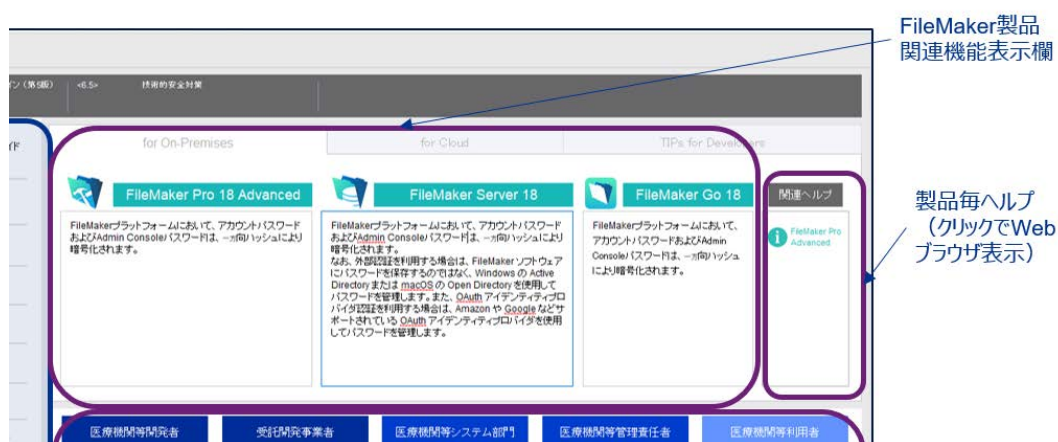 FileMaker製品
関連機能表示欄
イン（第5版） <6.5> 技術的安全対策
イド
for On-Premises
for Cloud
TIPs for Developers
FileMaker Pro 18 Advanced
FileMaker Server 18
FileMaker Go 18
関連ヘルプ
FileMakerプラットフォームにおいて、アカウントパスワード
およびAdmin Consoleパスワードは、一方向ハッシュにより
暗号化されます。
FileMakerプラットフォームにおいて、アカウントパスワード
およびAdmin Consoleパスワードは、一方向ハッシュにより
暗号化されます。
なお、外部認証を利用する場合は、FileMaker ソフトウェア
にパスワードを保存するのではなく、Windows の Active
Directory または macOS の Open Directory を使用して
パスワードを管理します。また、OAuth アイデンティティプロ
バイダ認証を利用する場合は、Amazon や Google などサ
ポートされている OAuth アイデンティティプロバイダを使用
してパスワードを管理します。
FileMakerプラットフォームにおいて、
アカウントパスワードおよびAdmin
Consoleパスワードは、一方向ハッシュ
により暗号化されます。
FileMaker Pro
Advanced
製品毎ヘルプ
（クリックでWeb
ブラウザ表示）
医療機関等開発者
受託開発事業者
医療機関等システム部門
医療機関等管理責任者
医療機関等利用者